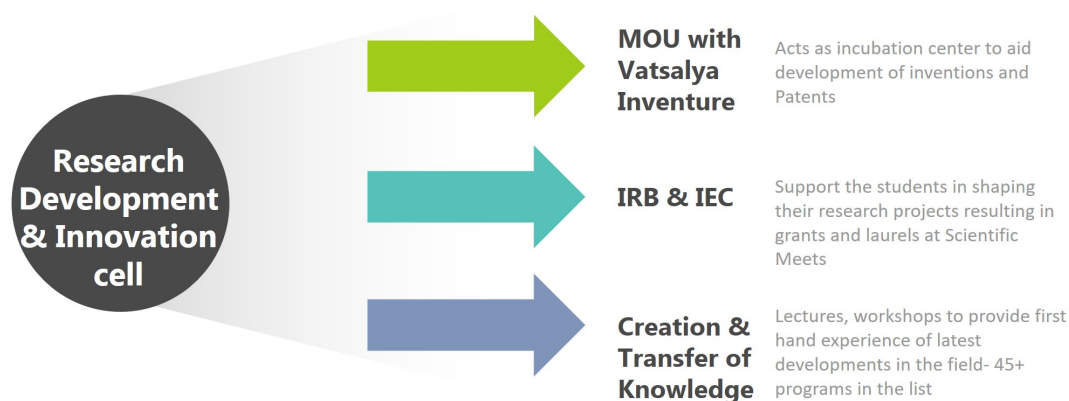 Research
Development
& Innovation
cell
MOU with
Vatsalya
Inventure
Acts as incubation center to aid
development of inventions and
Patents
IRB & IEC
Support the students in shaping
their research projects resulting in
grants and laurels at Scientific
Meets
Creation &
Transfer of
Knowledge
Lectures, workshops to provide first
hand experience of latest
developments in the field- 45+
programs in the list